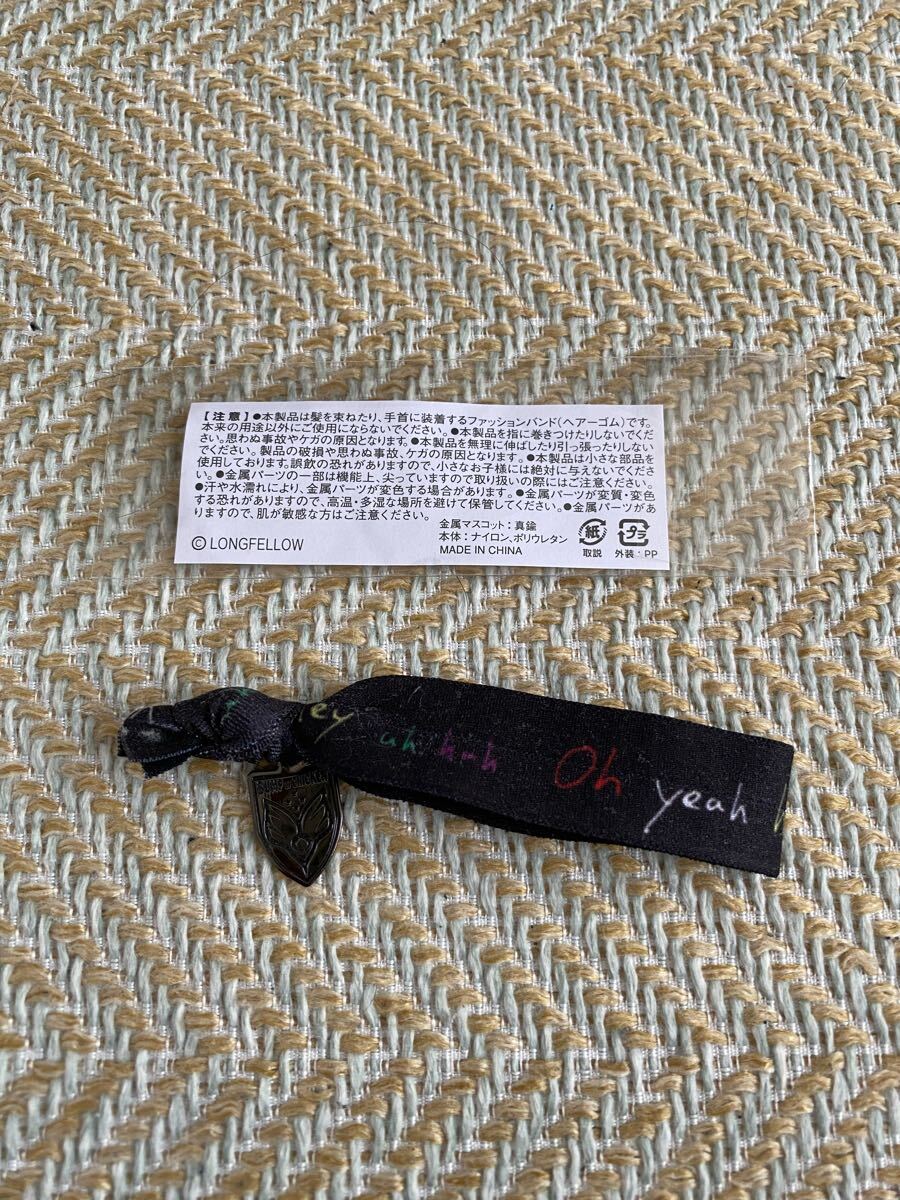 【注意】●本製品は髪を束ねたり、手首に装着するファッションバンド(ヘアーゴム)です。
本来の用途以外にご使用にならないでください。●本製品を指に巻きつけたりしないでくだ
さい。思わぬ事故やケガの原因となります。●本製品を無理に伸ばしたり引っ張ったりしない
でください。製品の破損や思わぬ事故、ケガの原因となります。●本製品は小さな部品を
使用しております。誤飲の恐れがありますので、小さなお子様には絶対に与えないでくださ
い。●金属パーツの一部は機能上、尖っていますので取り扱いの際にはご注意ください。
●汗や水濡れにより、金属パーツが変色する場合があります。●金属パーツが変質・変色
する恐れがありますので、高温・多湿な場所を避けて保管してください。●金属パーツがあ
りますので、肌が敏感な方はご注意ください。
金属マスコット：真鍮
本体：ナイロン、ポリウレタン
MADE IN CHINA
© LONGFELLOW
紙
取説
プラ
外装：PP
ey uh huh Oh yeah